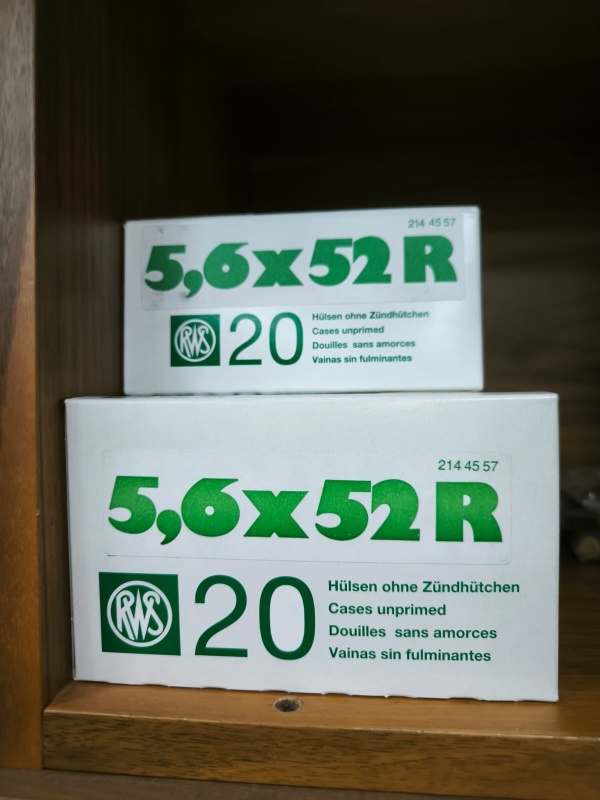 214 45 57
5,6x52 R
RWS 20
Hülsen ohne Zündhütchen
Cases unprimed
Douilles sans amorces
Vainas sin fulminantes
214 45 57
5,6x52 R
RWS 20
Hülsen ohne Zündhütchen
Cases unprimed
Douilles sans amorces
Vainas sin fulminantes